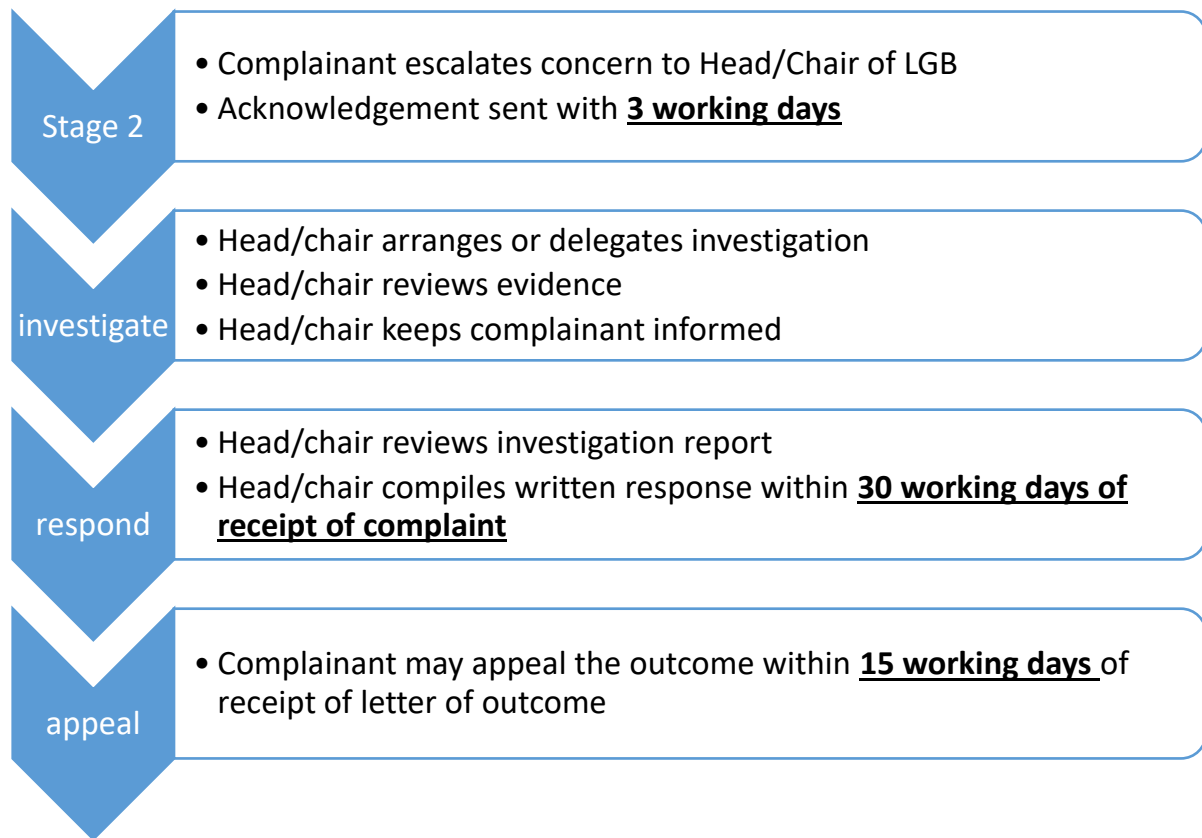 Stage 2
• Complainant escalates concern to Head/Chair of LGB
• Acknowledgement sent with 3 working days
investigate
• Head/chair arranges or delegates investigation
• Head/chair reviews evidence
• Head/chair keeps complainant informed
respond
• Head/chair reviews investigation report
• Head/chair compiles written response within 30 working days of
receipt of complaint
appeal
• Complainant may appeal the outcome within 15 working days of
receipt of letter of outcome